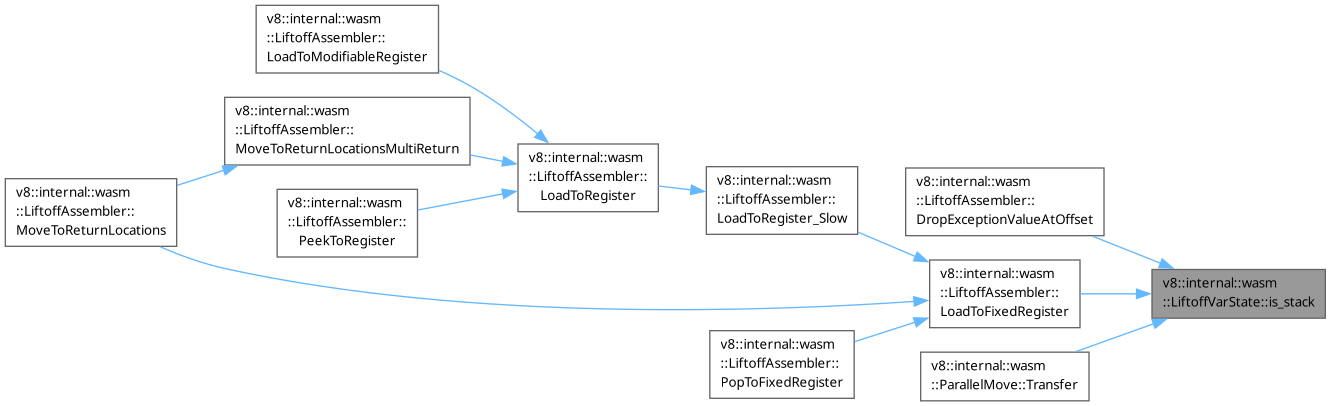 v8::internal::wasm
::LiftoffAssembler::
LoadToModifiableRegister
v8::internal::wasm
::LiftoffAssembler::
MoveToReturnLocationsMultiReturn
v8::internal::wasm
::LiftoffAssembler::
MoveToReturnLocations
v8::internal::wasm
::LiftoffAssembler::
PeekToRegister
v8::internal::wasm
::LiftoffAssembler::
LoadToRegister
v8::internal::wasm
::LiftoffAssembler::
LoadToRegister_Slow
v8::internal::wasm
::LiftoffAssembler::
DropExceptionValueAtOffset
v8::internal::wasm
::LiftoffAssembler::
LoadToFixedRegister
v8::internal::wasm
::LiftoffVarState::is_stack
v8::internal::wasm
::LiftoffAssembler::
PopToFixedRegister
v8::internal::wasm
::ParallelMove::Transfer